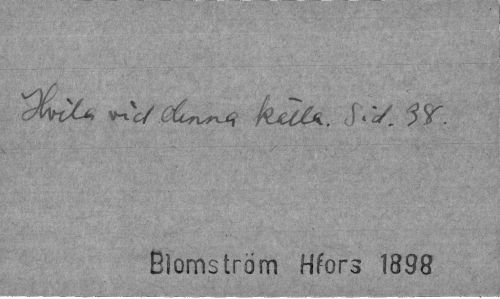 Hvila vid denna källa. Sid. 38.
Blomström Hfors 1898